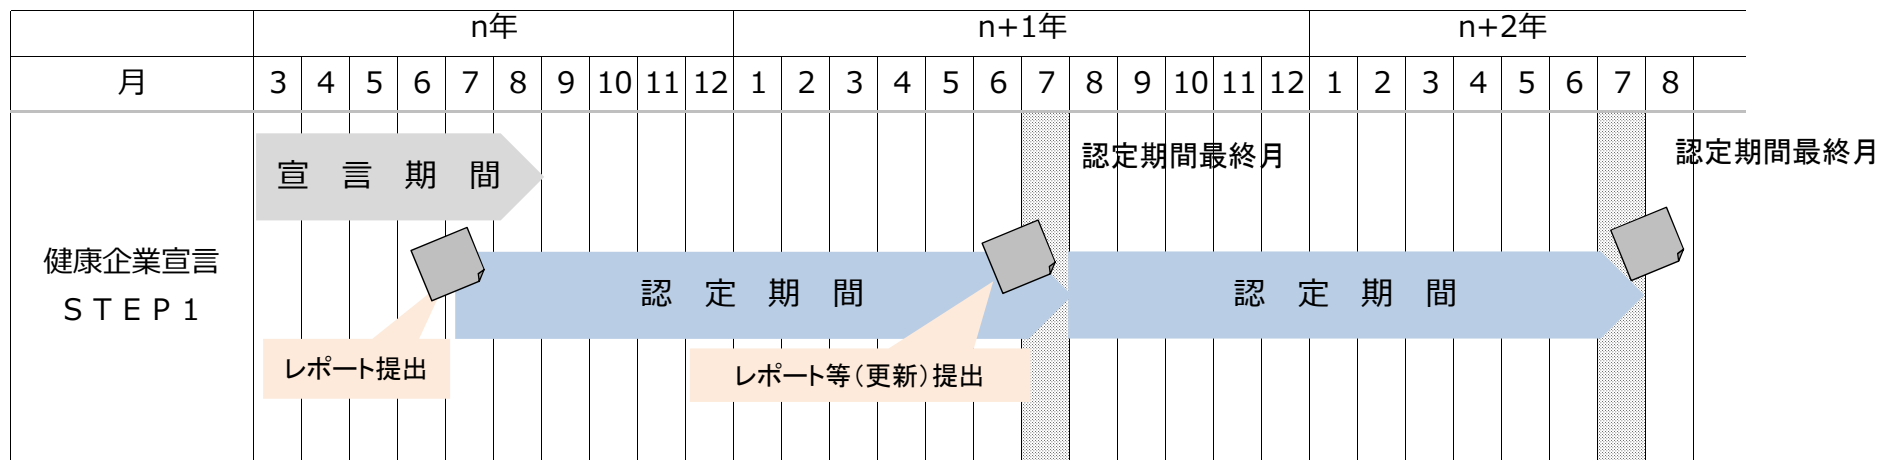 n年 n+1年 n+2年
月 3 4 5 6 7 8 9 10 11 12 1 2 3 4 5 6 7 8 9 10 11 12 1 2 3 4 5 6 7 8
宣言期間
認定期間最終月
認定期間最終月
健康企業宣言
ＳＴＥＰ１
認定期間
認定期間
レポート提出
レポート等（更新）提出